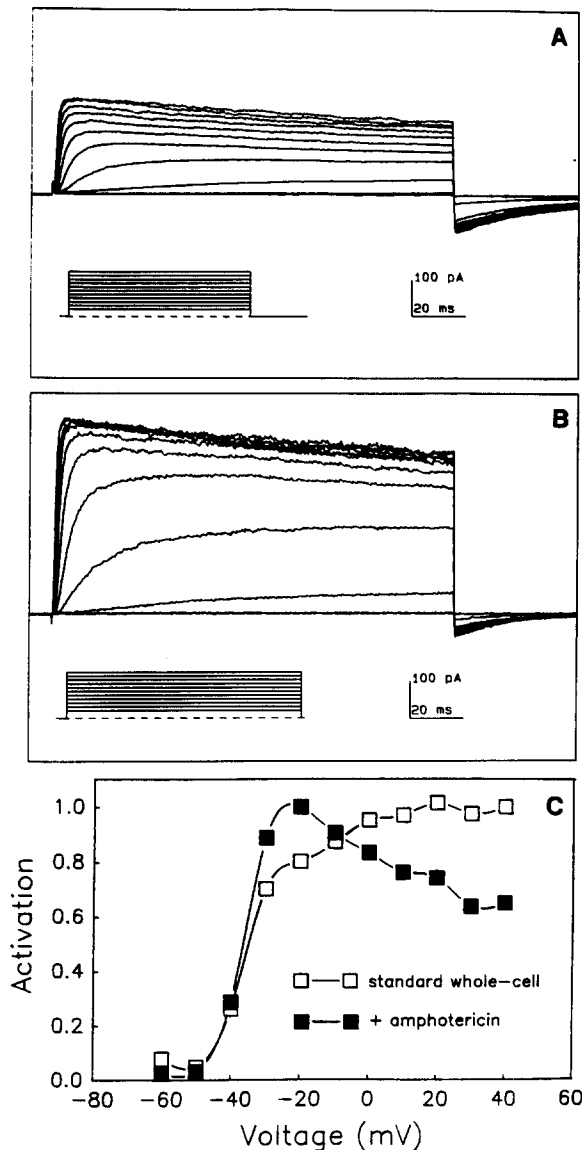 A
100 pA
20 ms
B
100 pA
20 ms
C
1.0
0.8
0.6
0.4
0.2
0.0
Activation
standard whole-cell
+ amphotericin
-80 -60 -40 -20 0 20 40 60
Voltage (mV)